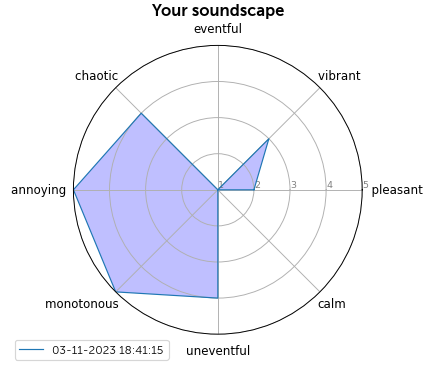 Your soundscape
eventful
chaotic
vibrant
annoying
1 2 3 4 5
pleasant
monotonous
calm
uneventful
03-11-2023 18:41:15